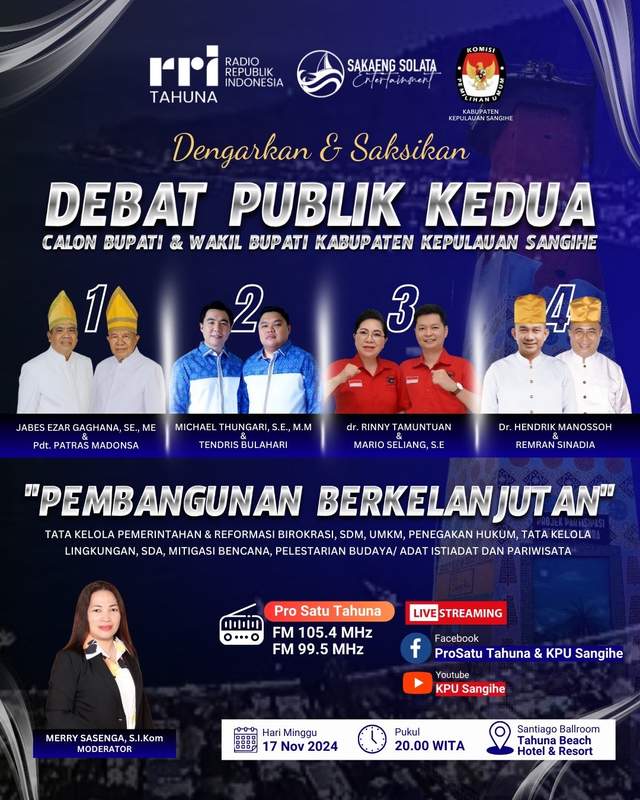 rri
RADIO
REPUBLIK
INDONESIA
TAHUNA
SAKAENG SOLATA
Entertainment
KOMISI
PEMILIHAN UMUM
KABUPATEN
KEPULAUAN SANGIHE
Dengarkan & Saksikan
DEBAT PUBLIK KEDUA
CALON BUPATI & WAKIL BUPATI KABUPATEN KEPULAUAN SANGIHE
1
2
3
4
JABES EZAR GAGHANA, SE., ME
&
Pdt. PATRAS MADONSA
MICHAEL THUNGARI, S.E., M.M
&
TENDRIS BULAHARI
dr. RINNY TAMUNTUAN
&
MARIO SELIANG, S.E
Dr. HENDRIK MANOSSOH
&
REMRAN SINADIA
"PEMBANGUNAN BERKELANJUTAN"
TATA KELOLA PEMERINTAHAN & REFORMASI BIROKRASI, SDM, UMKM, PENEGAKAN HUKUM, TATA KELOLA
LINGKUNGAN, SDA, MITIGASI BENCANA, PELESTARIAN BUDAYA/ ADAT ISTIADAT DAN PARIWISATA
Pro Satu Tahuna
FM 105.4 MHz
FM 99.5 MHz
LIVE STREAMING
Facebook
ProSatu Tahuna & KPU Sangihe
Youtube
KPU Sangihe
MERRY SASENGA, S.I.Kom
MODERATOR
Hari Minggu
17 Nov 2024
Pukul
20.00 WITA
Santiago Ballroom
Tahuna Beach
Hotel & Resort